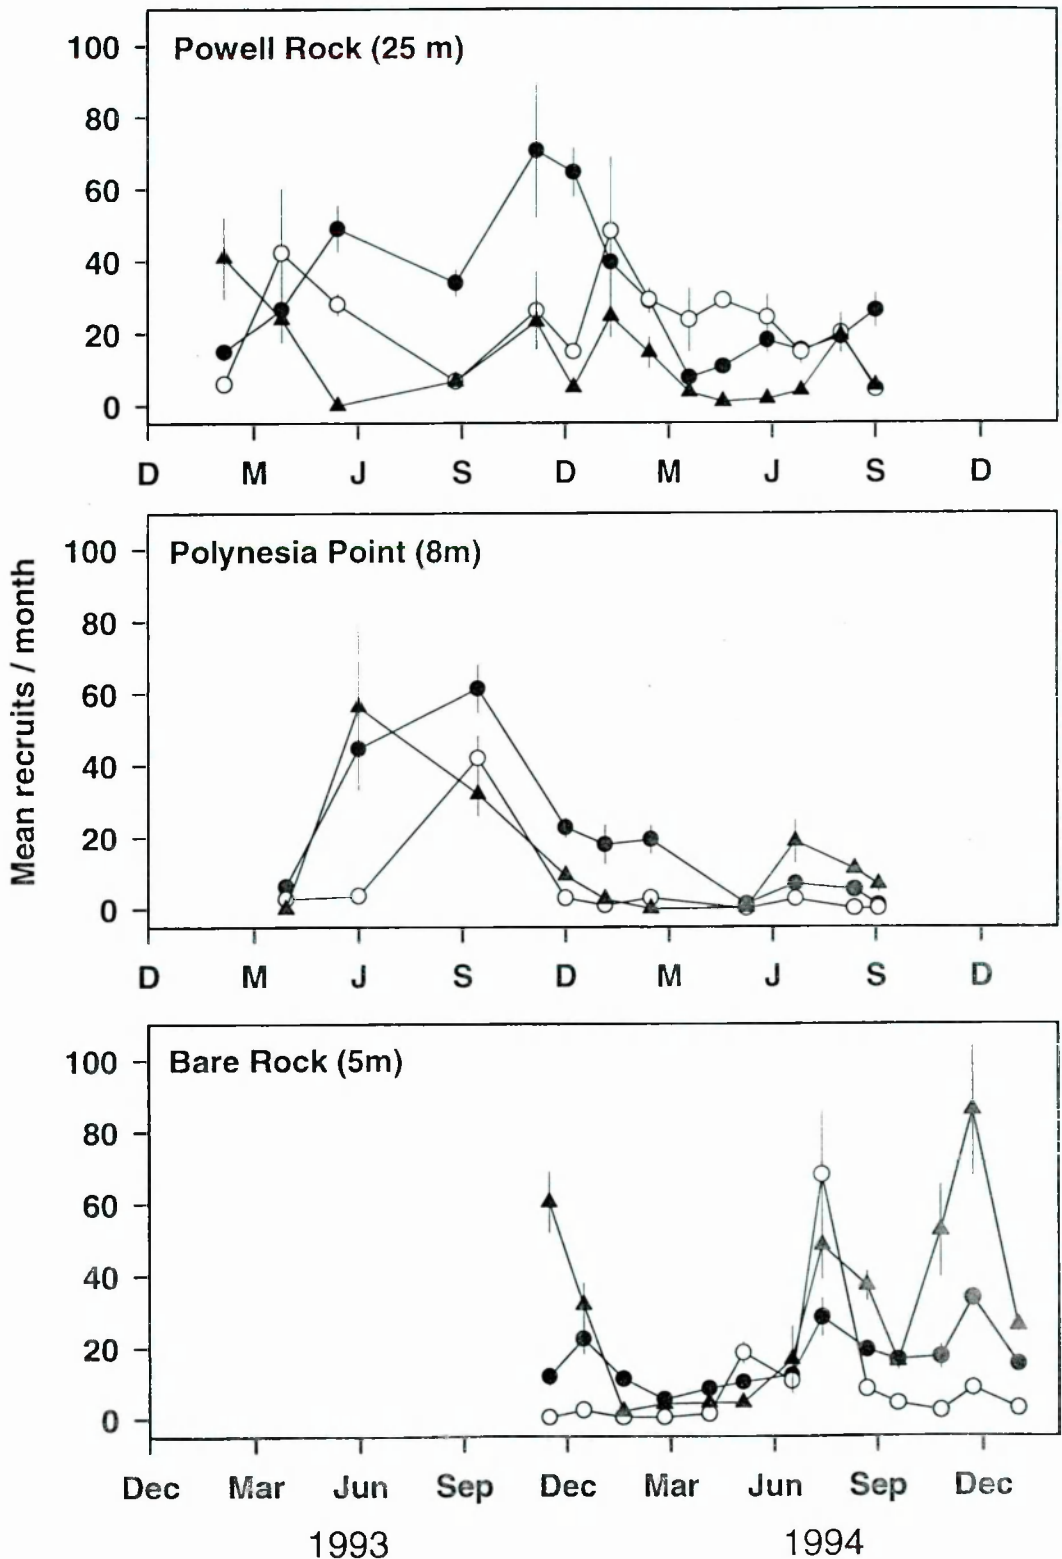 Powell Rock (25 m)
100
80
60
40
20
0
D M J S D M J S D
Polynesia Point (8m)
100
80
60
40
20
0
D M J S D M J S D
Mean recruits / month
Bare Rock (5m)
100
80
60
40
20
0
Dec Mar Jun Sep Dec Mar Jun Sep Dec
1993 1994